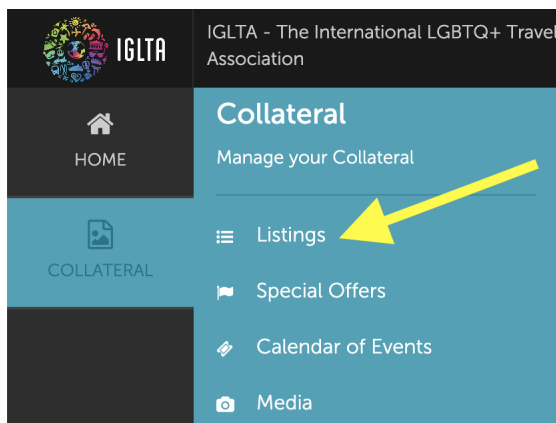 IGLTA
IGLTA - The International LGBTQ+ Travel
Association
HOME
COLLATERAL
Collateral
Manage your Collateral
Listings
Special Offers
Calendar of Events
Media